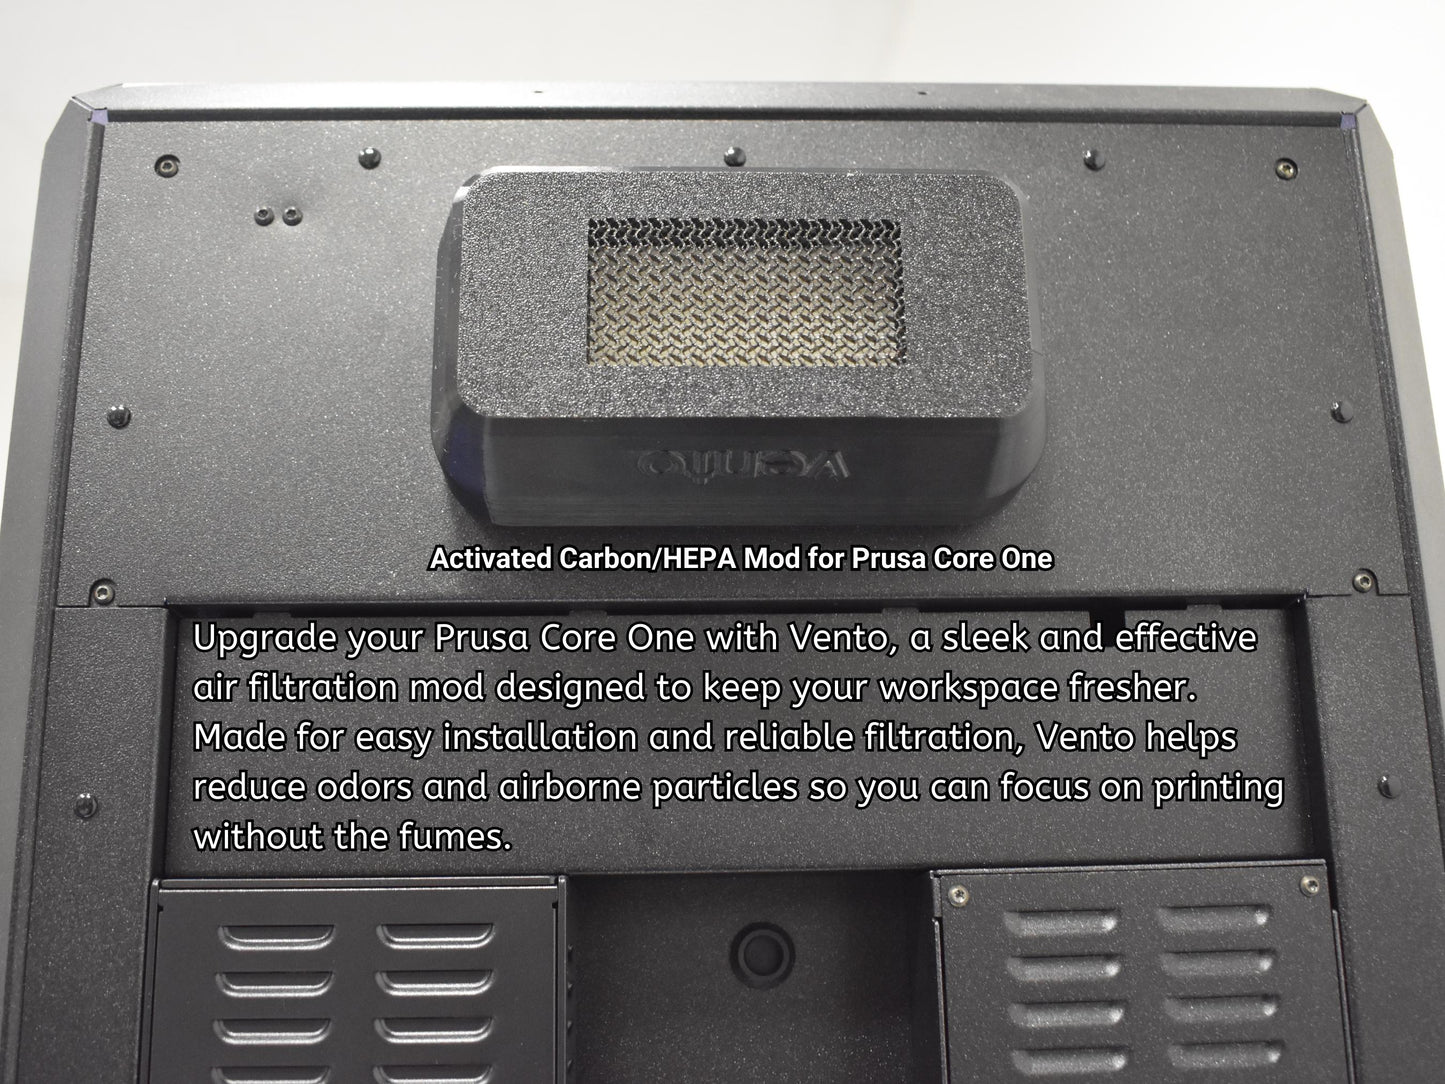 Vento
Activated Carbon/HEPA Mod for Prusa Core One
Upgrade your Prusa Core One with Vento, a sleek and effective
air filtration mod designed to keep your workspace fresher.
Made for easy installation and reliable filtration, Vento helps
reduce odors and airborne particles so you can focus on printing
without the fumes.